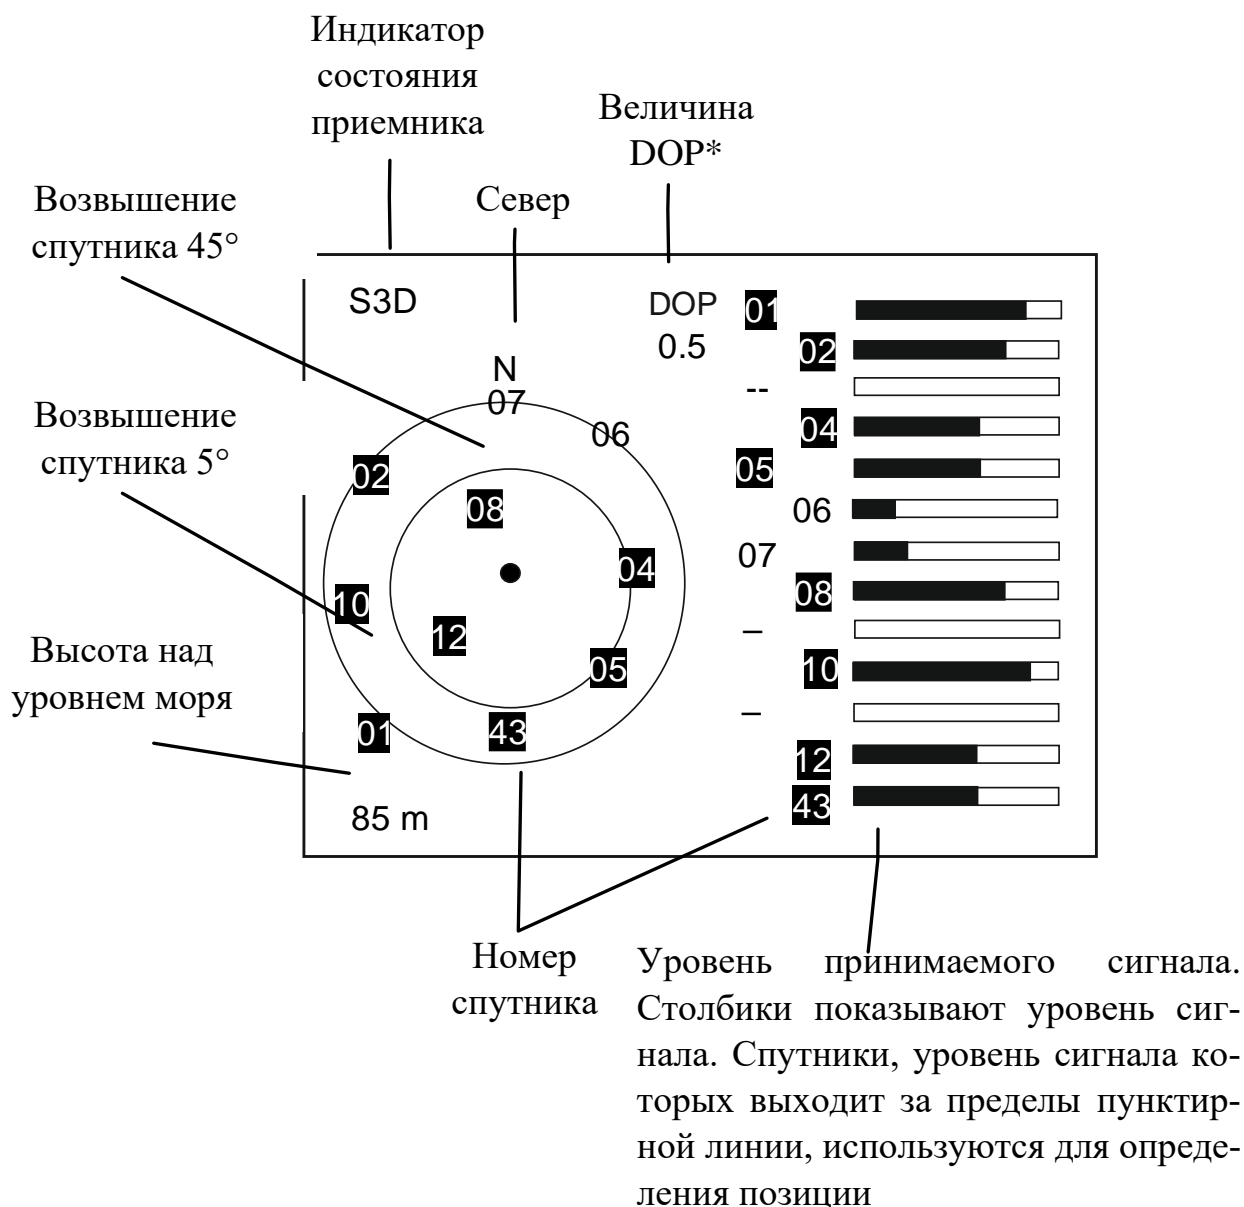 Индикатор
состояния
приемника
Величина
DOP*
Возвышение
спутника 45°
Север
S3D
DOP
0.5
N
07
06
02
08
04
10
12
05
01
43
85 m
01
02
--
04
05
06
07
08
–
10
–
12
43
Возвышение
спутника 5°
Высота над
уровнем моря
Номер
спутника
Уровень принимаемого сигнала.
Столбики показывают уровень сиг-
нала. Спутники, уровень сигнала ко-
торых выходит за пределы пунктир-
ной линии, используются для опреде-
ления позиции